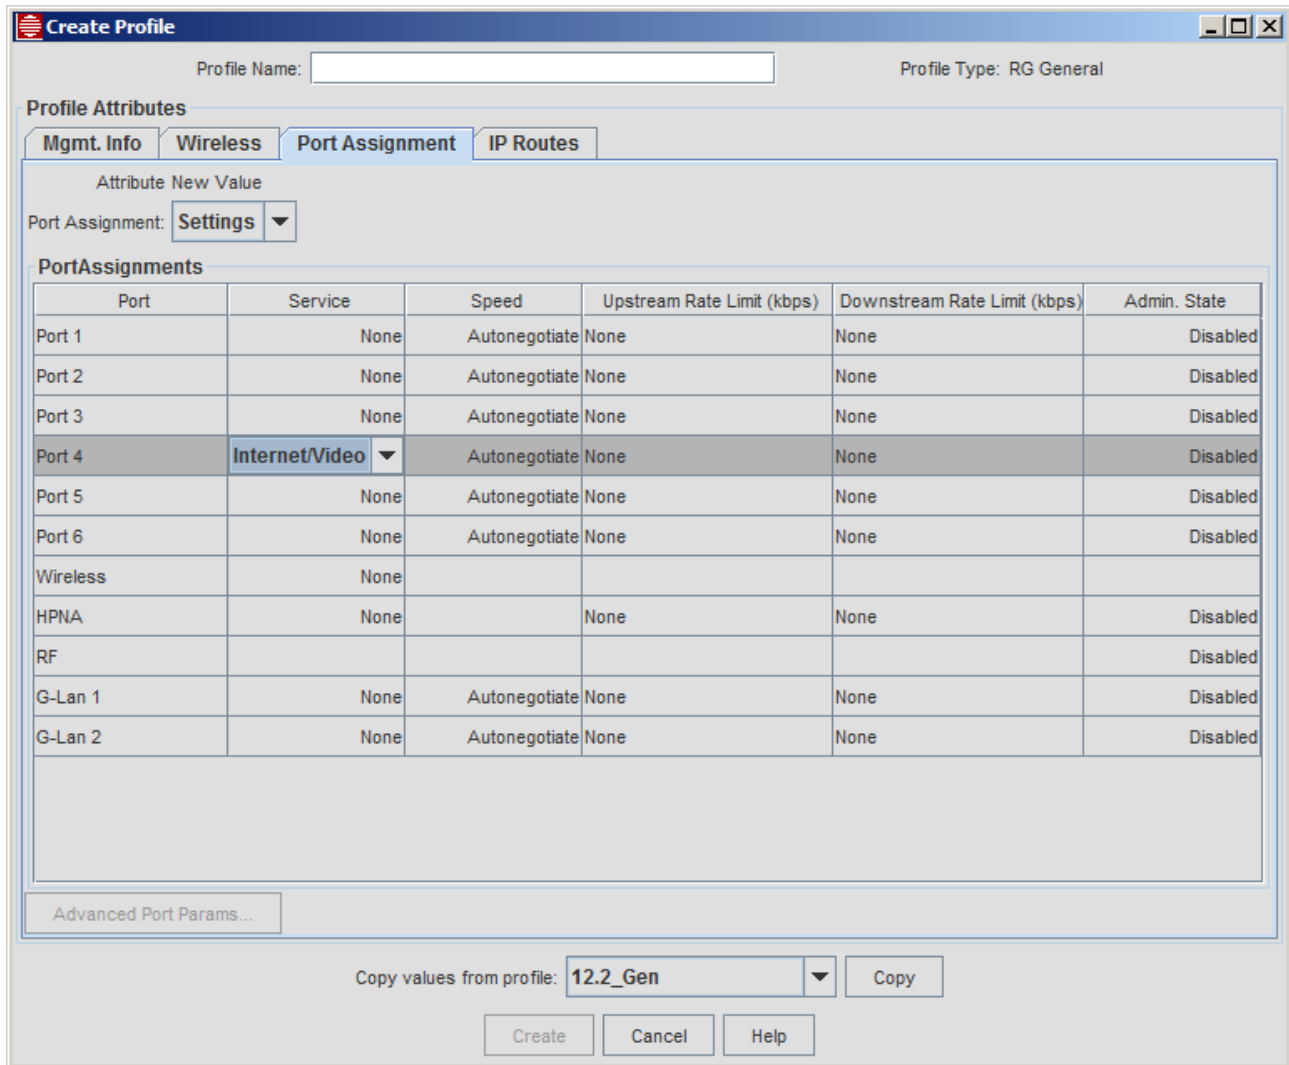 Create Profile
Profile Name: Profile Type: RG General
Profile Attributes
Mgmt. Info Wireless Port Assignment IP Routes
Attribute New Value
Port Assignment: Settings
PortAssignments
Port Service Speed Upstream Rate Limit (kbps) Downstream Rate Limit (kbps) Admin. State
Port 1 None Autonegotiate None None Disabled
Port 2 None Autonegotiate None None Disabled
Port 3 None Autonegotiate None None Disabled
Port 4 Internet/Video Autonegotiate None None Disabled
Port 5 None Autonegotiate None None Disabled
Port 6 None Autonegotiate None None Disabled
Wireless None
HPNA None None None Disabled
RF Disabled
G-Lan 1 None Autonegotiate None None Disabled
G-Lan 2 None Autonegotiate None None Disabled
Advanced Port Params...
Copy values from profile: 12.2_Gen Copy
Create Cancel Help